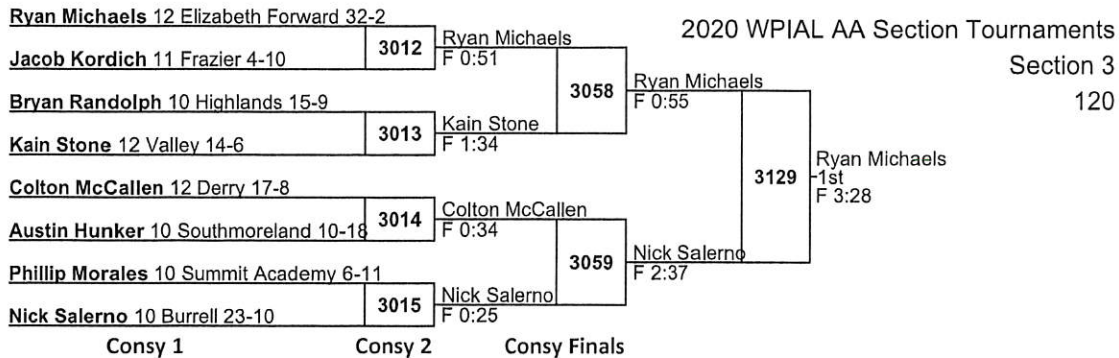 2020 WPIAL AA Section Tournaments
Section 3
120
Ryan Michaels 12 Elizabeth Forward 32-2
3012
Ryan Michaels
F 0:51
Jacob Kordich 11 Frazier 4-10
3058
Ryan Michaels
F 0:55
Bryan Randolph 10 Highlands 15-9
3013
Kain Stone
F 1:34
Kain Stone 12 Valley 14-6
3129
Ryan Michaels
1st
F 3:28
Colton McCallen 12 Derry 17-8
3014
Colton McCallen
F 0:34
Austin Hunker 10 Southmoreland 10-18
3059
Nick Salerno
F 2:37
Phillip Morales 10 Summit Academy 6-11
3015
Nick Salerno
F 0:25
Nick Salerno 10 Burrell 23-10
Consy 1 Consy 2 Consy Finals